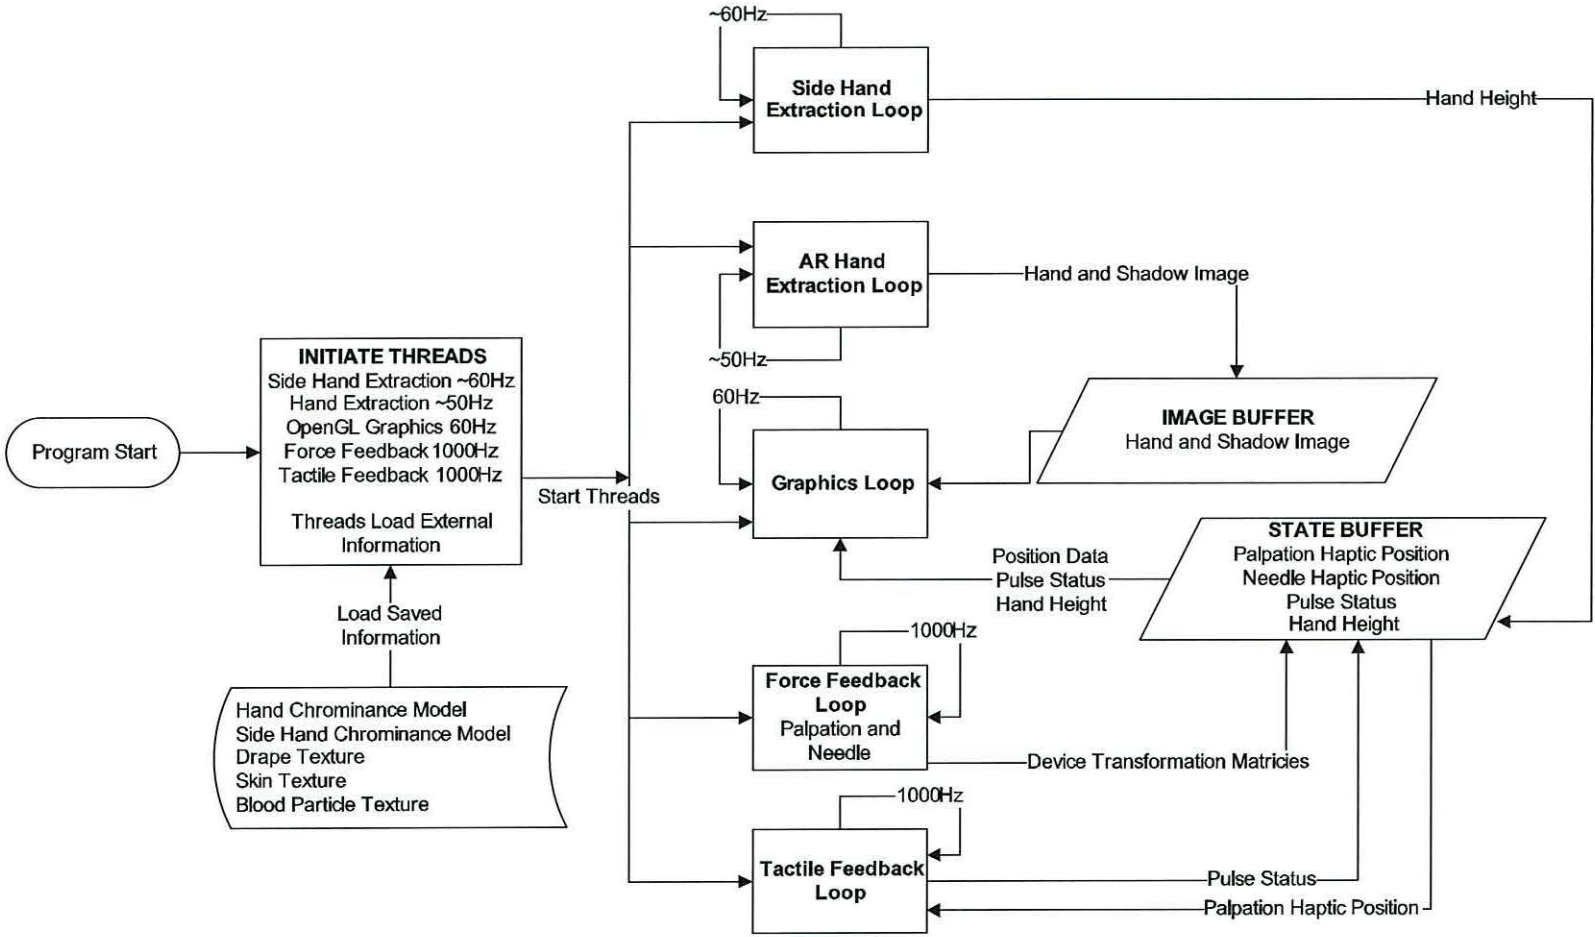 ~60Hz
Side Hand
Extraction Loop
Hand Height
AR Hand
Extraction Loop
Hand and Shadow Image
~50Hz
INITIATE THREADS
Side Hand Extraction ~60Hz
Hand Extraction ~50Hz
OpenGL Graphics 60Hz
Force Feedback 1000Hz
Tactile Feedback 1000Hz
Threads Load External
Information
Program Start
Start Threads
60Hz
Graphics Loop
IMAGE BUFFER
Hand and Shadow Image
STATE BUFFER
Palpation Haptic Position
Needle Haptic Position
Pulse Status
Hand Height
Position Data
Pulse Status
Hand Height
Load Saved
Information
Hand Chrominance Model
Side Hand Chrominance Model
Drape Texture
Skin Texture
Blood Particle Texture
1000Hz
Force Feedback
Loop
Palpation and
Needle
Device Transformation Matricies
1000Hz
Tactile Feedback
Loop
Pulse Status
Palpation Haptic Position